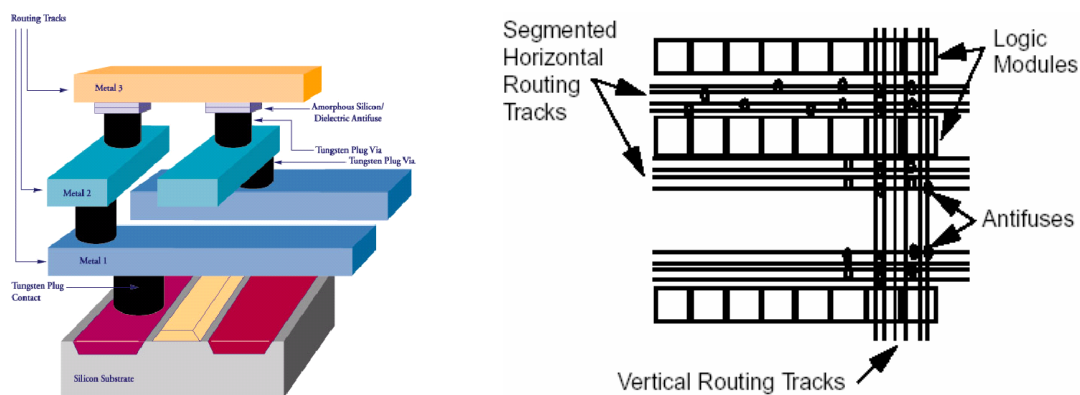 Routing Tracks
Metal 3
Amorphous Silicon/
Dielectric Antifuse
Tungsten Plug Via
Tungsten Plug Via
Metal 2
Metal 1
Tungsten Plug
Contact
Silicon Substrate
Segmented
Horizontal
Routing
Tracks
Logic
Modules
Antifuses
Vertical Routing Tracks